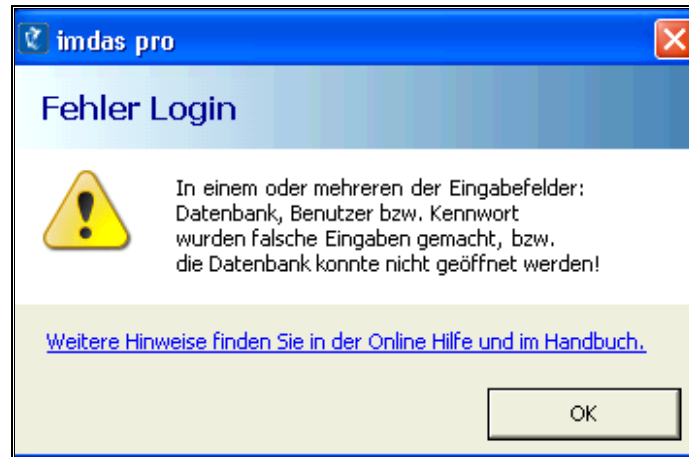 imdas pro
Fehler Login
In einem oder mehreren der Eingabefelder:
Datenbank, Benutzer bzw. Kennwort
wurden falsche Eingaben gemacht, bzw.
die Datenbank konnte nicht geöffnet werden!
Weitere Hinweise finden Sie in der Online Hilfe und im Handbuch.
OK